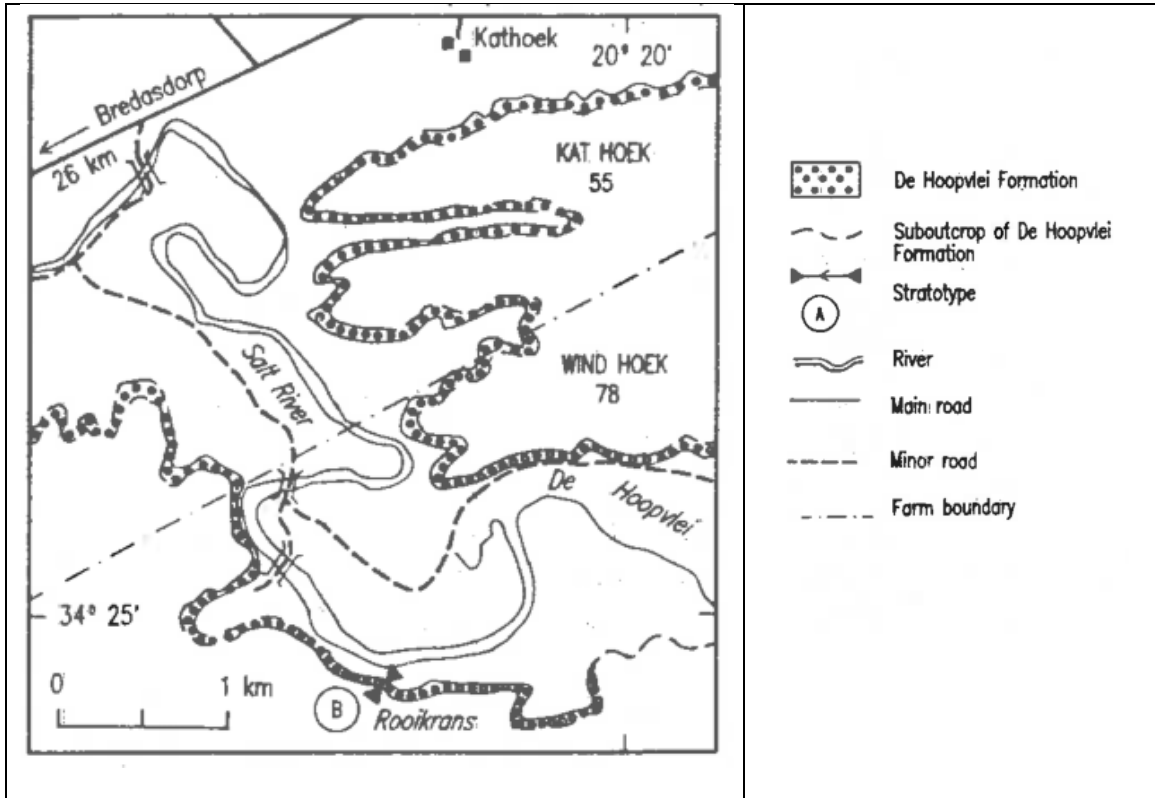 Kathoek
20° 20'
Bredasdorp
26 km
KAT HOEK
55
Salt River
WIND HOEK
78
De
Hoopvlei
34° 25'
0
1 km
B
Rooikrans
De Hoopvlei Formation
Suboutcrop of De Hoopvlei
Formation
Stratotype
A
River
Main road
Minor road
Farm boundary